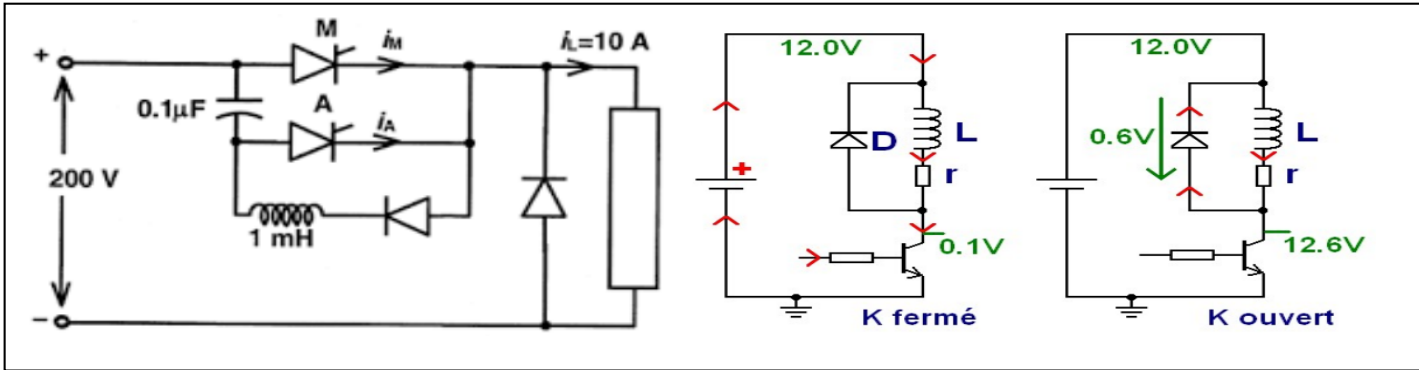 M
iM
iL=10 A
+
0.1μF
A
iA
200 V
1 mH
−
12.0V
D
L
r
+
0.1V
K fermé
12.0V
0.6V
L
r
12.6V
K ouvert